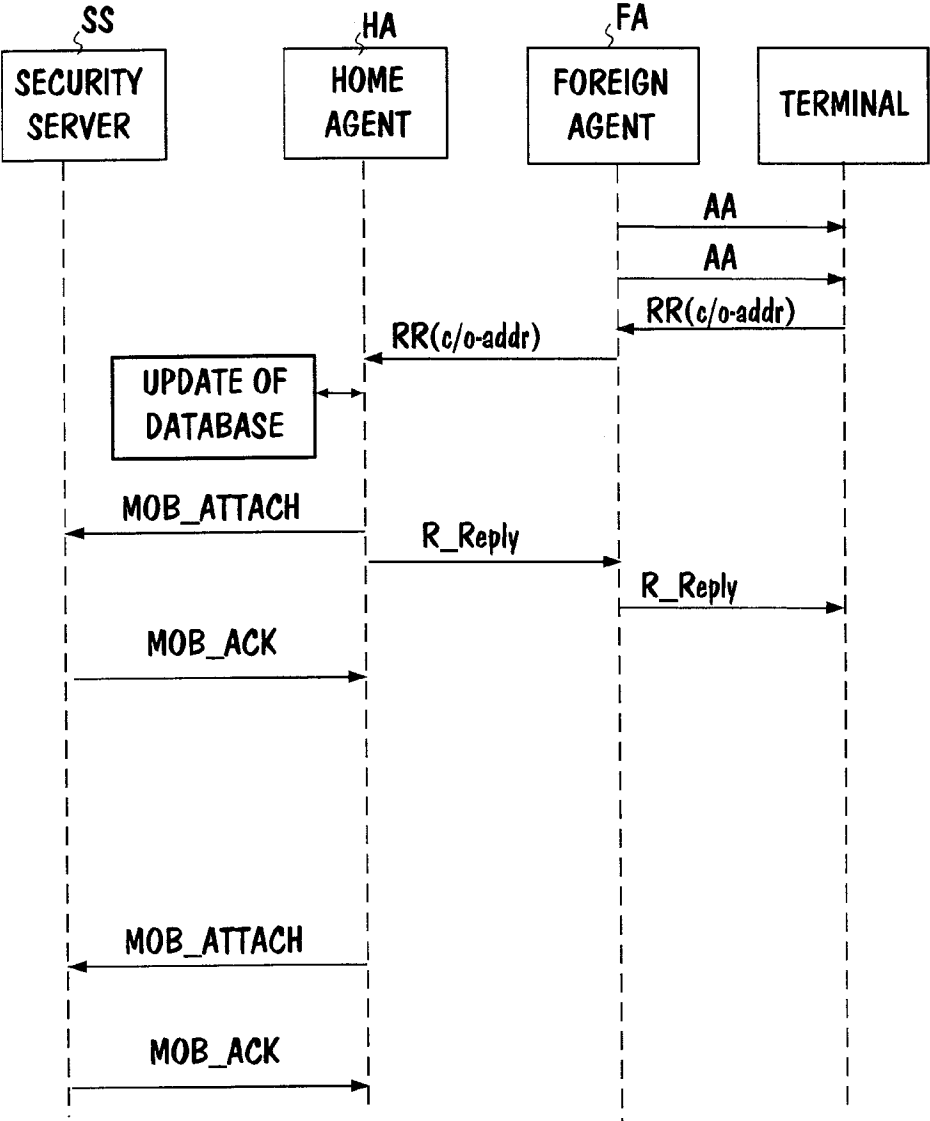 SS
HA
FA
SECURITY
SERVER
HOME
AGENT
FOREIGN
AGENT
TERMINAL
AA
AA
RR(c/o-addr)
RR(c/o-addr)
UPDATE OF
DATABASE
MOB_ATTACH
R_Reply
R_Reply
MOB_ACK
MOB_ATTACH
MOB_ACK